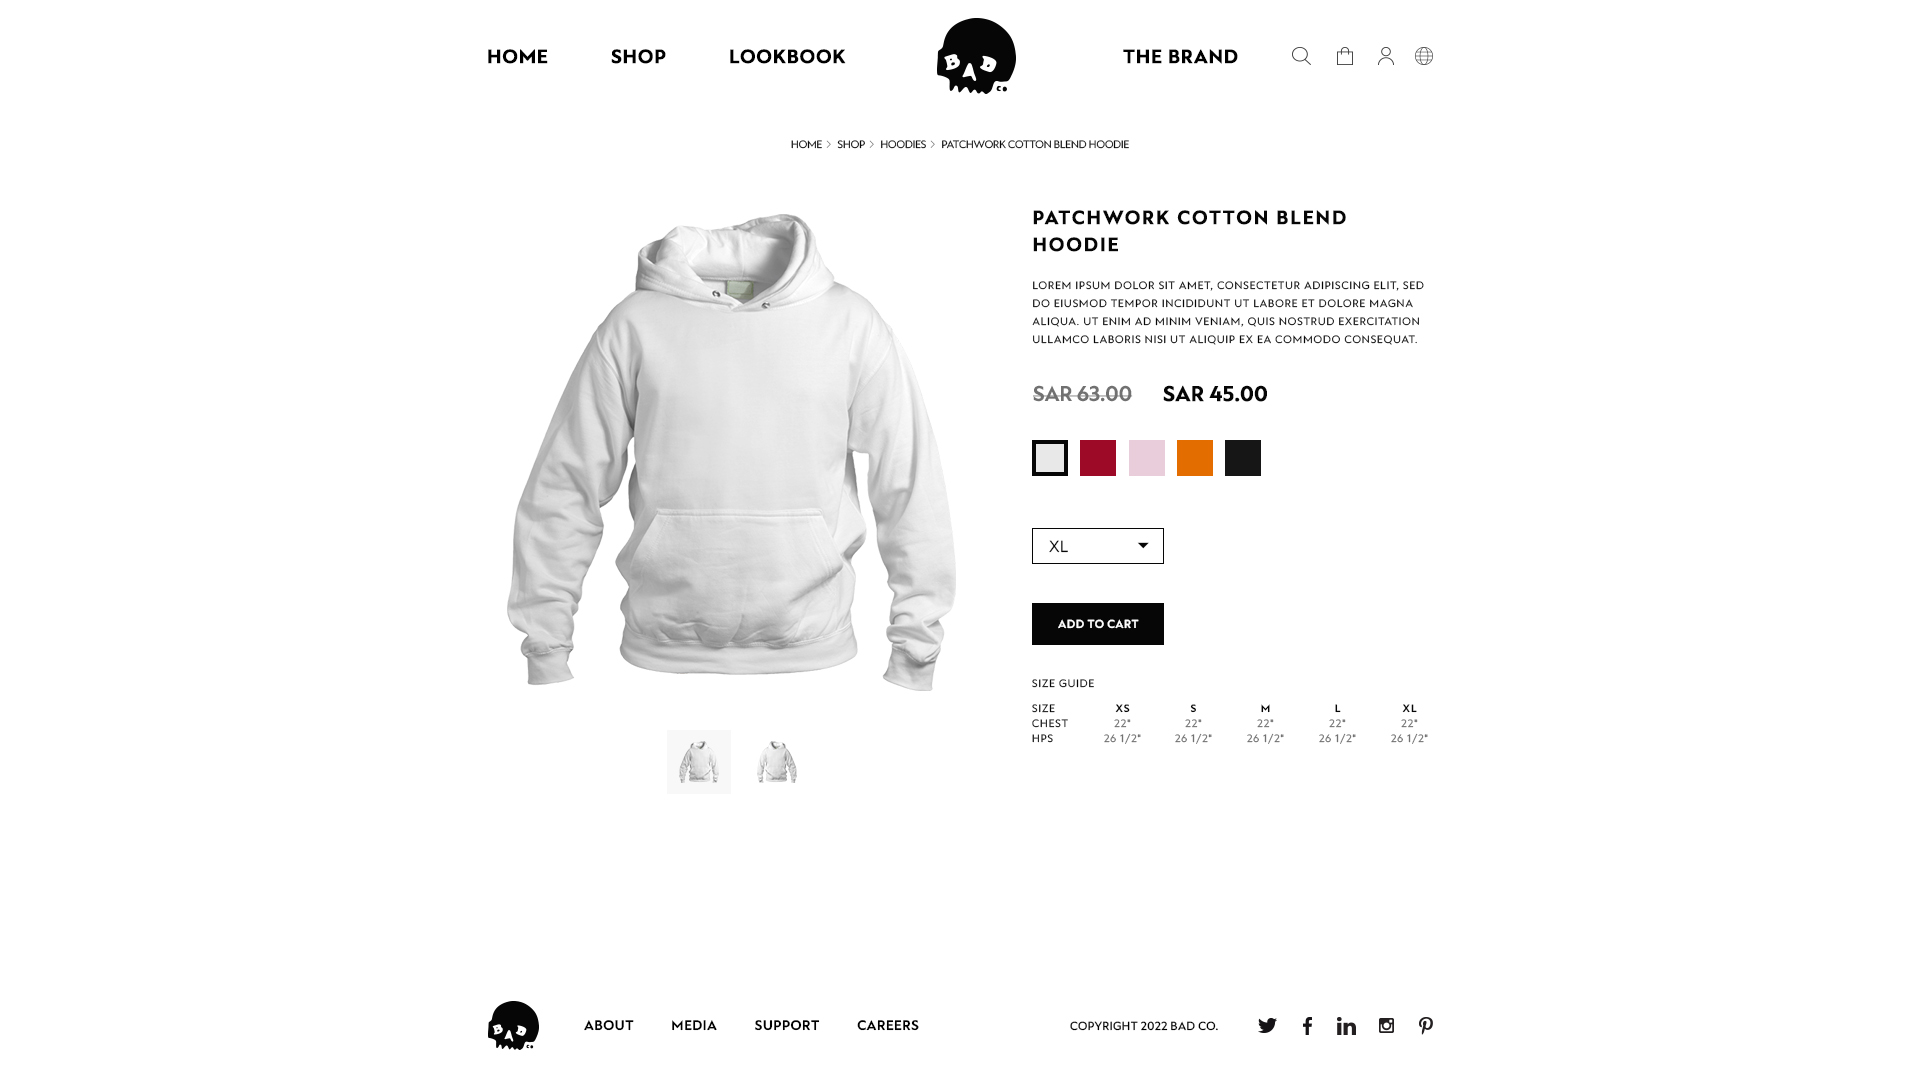 HOME SHOP LOOKBOOK BAD CO THE BRAND
HOME > SHOP > HOODIES > PATCHWORK COTTON BLEND HOODIE
PATCHWORK COTTON BLEND
HOODIE
LOREM IPSUM DOLOR SIT AMET, CONSECTETUR ADIPISCING ELIT, SED
DO EIUSMOD TEMPOR INCIDIDUNT UT LABORE ET DOLORE MAGNA
ALIQUA. UT ENIM AD MINIM VENIAM, QUIS NOSTRUD EXERCITATION
ULLAMCO LABORIS NISI UT ALIQUIP EX EA COMMODO CONSEQUAT.
SAR 63.00 SAR 45.00
XL
ADD TO CART
SIZE GUIDE
SIZE XS S M L XL
CHEST 22" 22" 22" 22" 22"
HPS 26 1/2" 26 1/2" 26 1/2" 26 1/2" 26 1/2"
BAD CO ABOUT MEDIA SUPPORT CAREERS COPYRIGHT 2022 BAD CO.